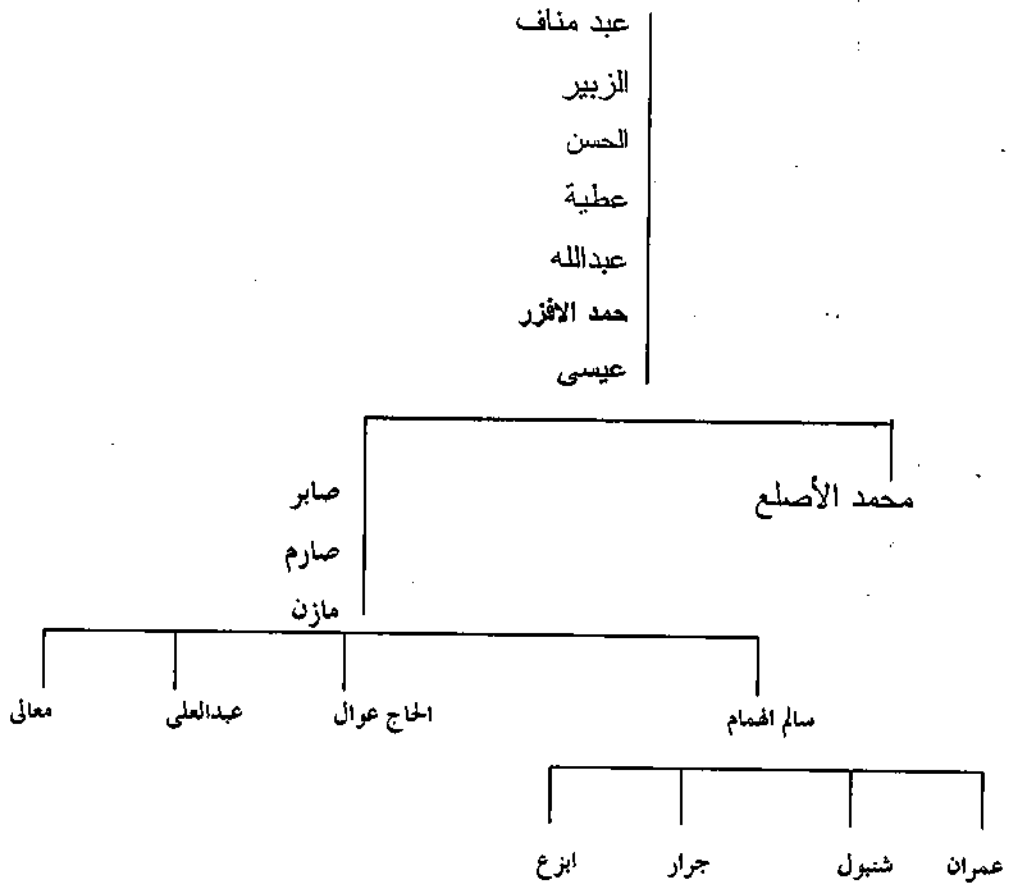 عبد مناف
الزبير
الحسن
عطية
عبدالله
حمد الافزر
عيسى
محمد الأصلع
صابر
صارم
مازن
سالم الهمام
الحاج عوال
عبدالعلى
معالى
عمران
شنبول
جرار
ابزع